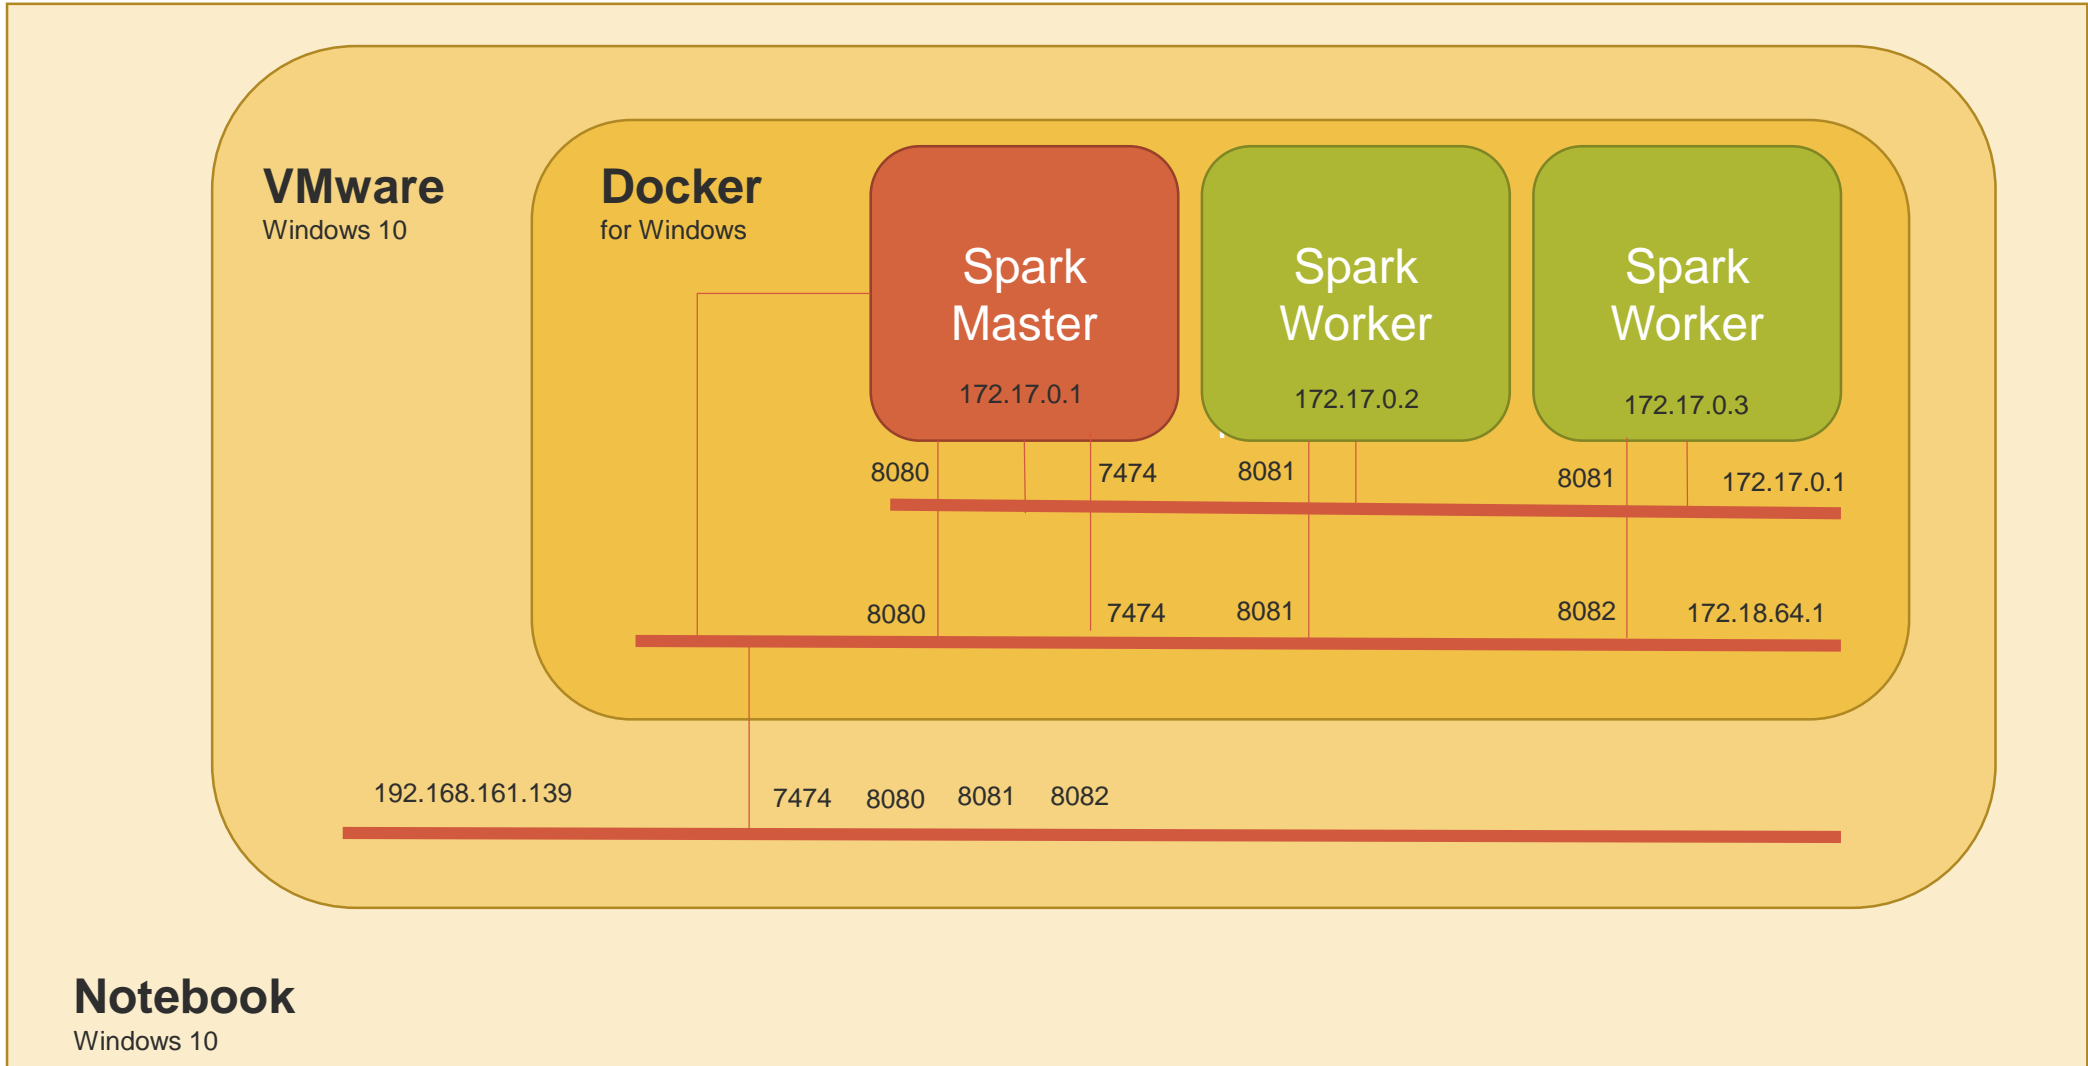 VMware
Windows 10
Docker
for Windows
Spark
Master
172.17.0.1
Spark
Worker
172.17.0.2
Spark
Worker
172.17.0.3
8080
7474
8081
8081
172.17.0.1
8080
7474
8081
8082
172.18.64.1
192.168.161.139
7474
8080
8081
8082
Notebook
Windows 10